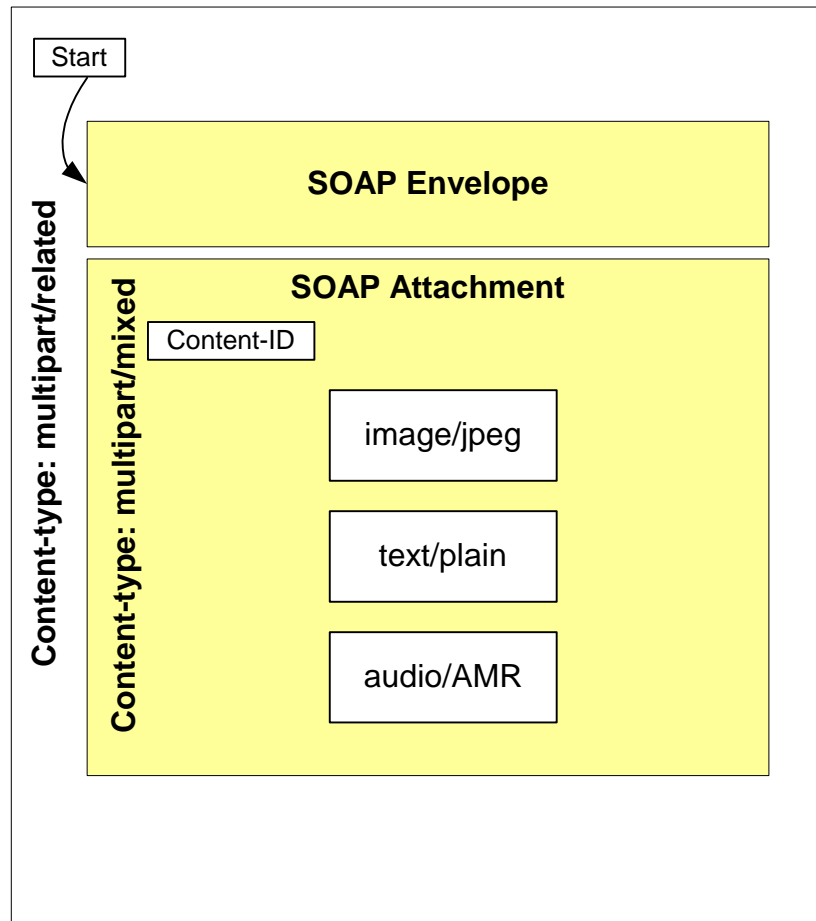 Start
SOAP Envelope
Content-type: multipart/related
SOAP Attachment
Content-type: multipart/mixed
Content-ID
image/jpeg
text/plain
audio/AMR